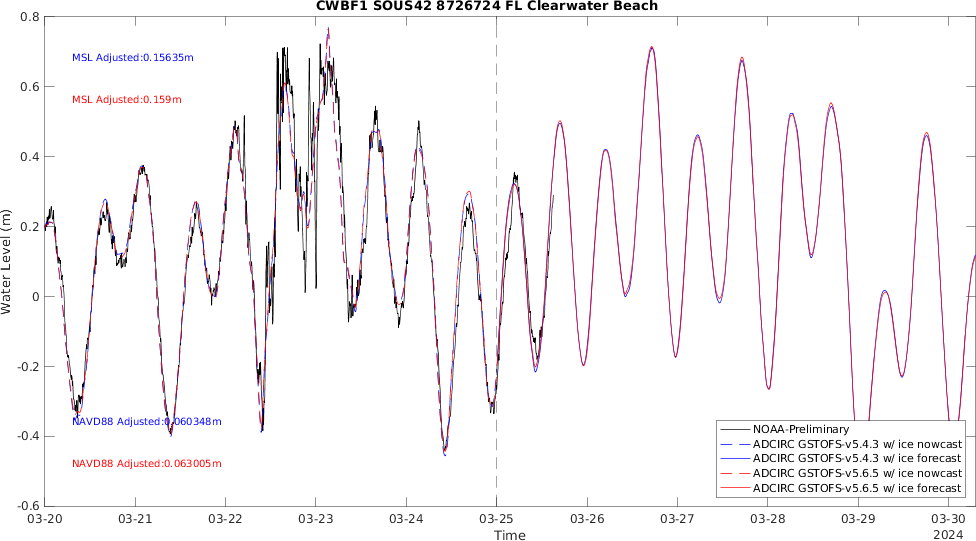 CWBF1 SOUS42 8726724 FL Clearwater Beach
0.8
0.6
0.4
0.2
0
-0.2
-0.4
-0.6
Water Level (m)
MSL Adjusted:0.15635m
MSL Adjusted:0.159m
NAVD88 Adjusted:0.060348m
NAVD88 Adjusted:0.063005m
NOAA-Preliminary
ADCIRC GSTOFS-v5.4.3 w/ ice nowcast
ADCIRC GSTOFS-v5.4.3 w/ ice forecast
ADCIRC GSTOFS-v5.6.5 w/ ice nowcast
ADCIRC GSTOFS-v5.6.5 w/ ice forecast
03-20 03-21 03-22 03-23 03-24 03-25 03-26 03-27 03-28 03-29 03-30
2024
Time